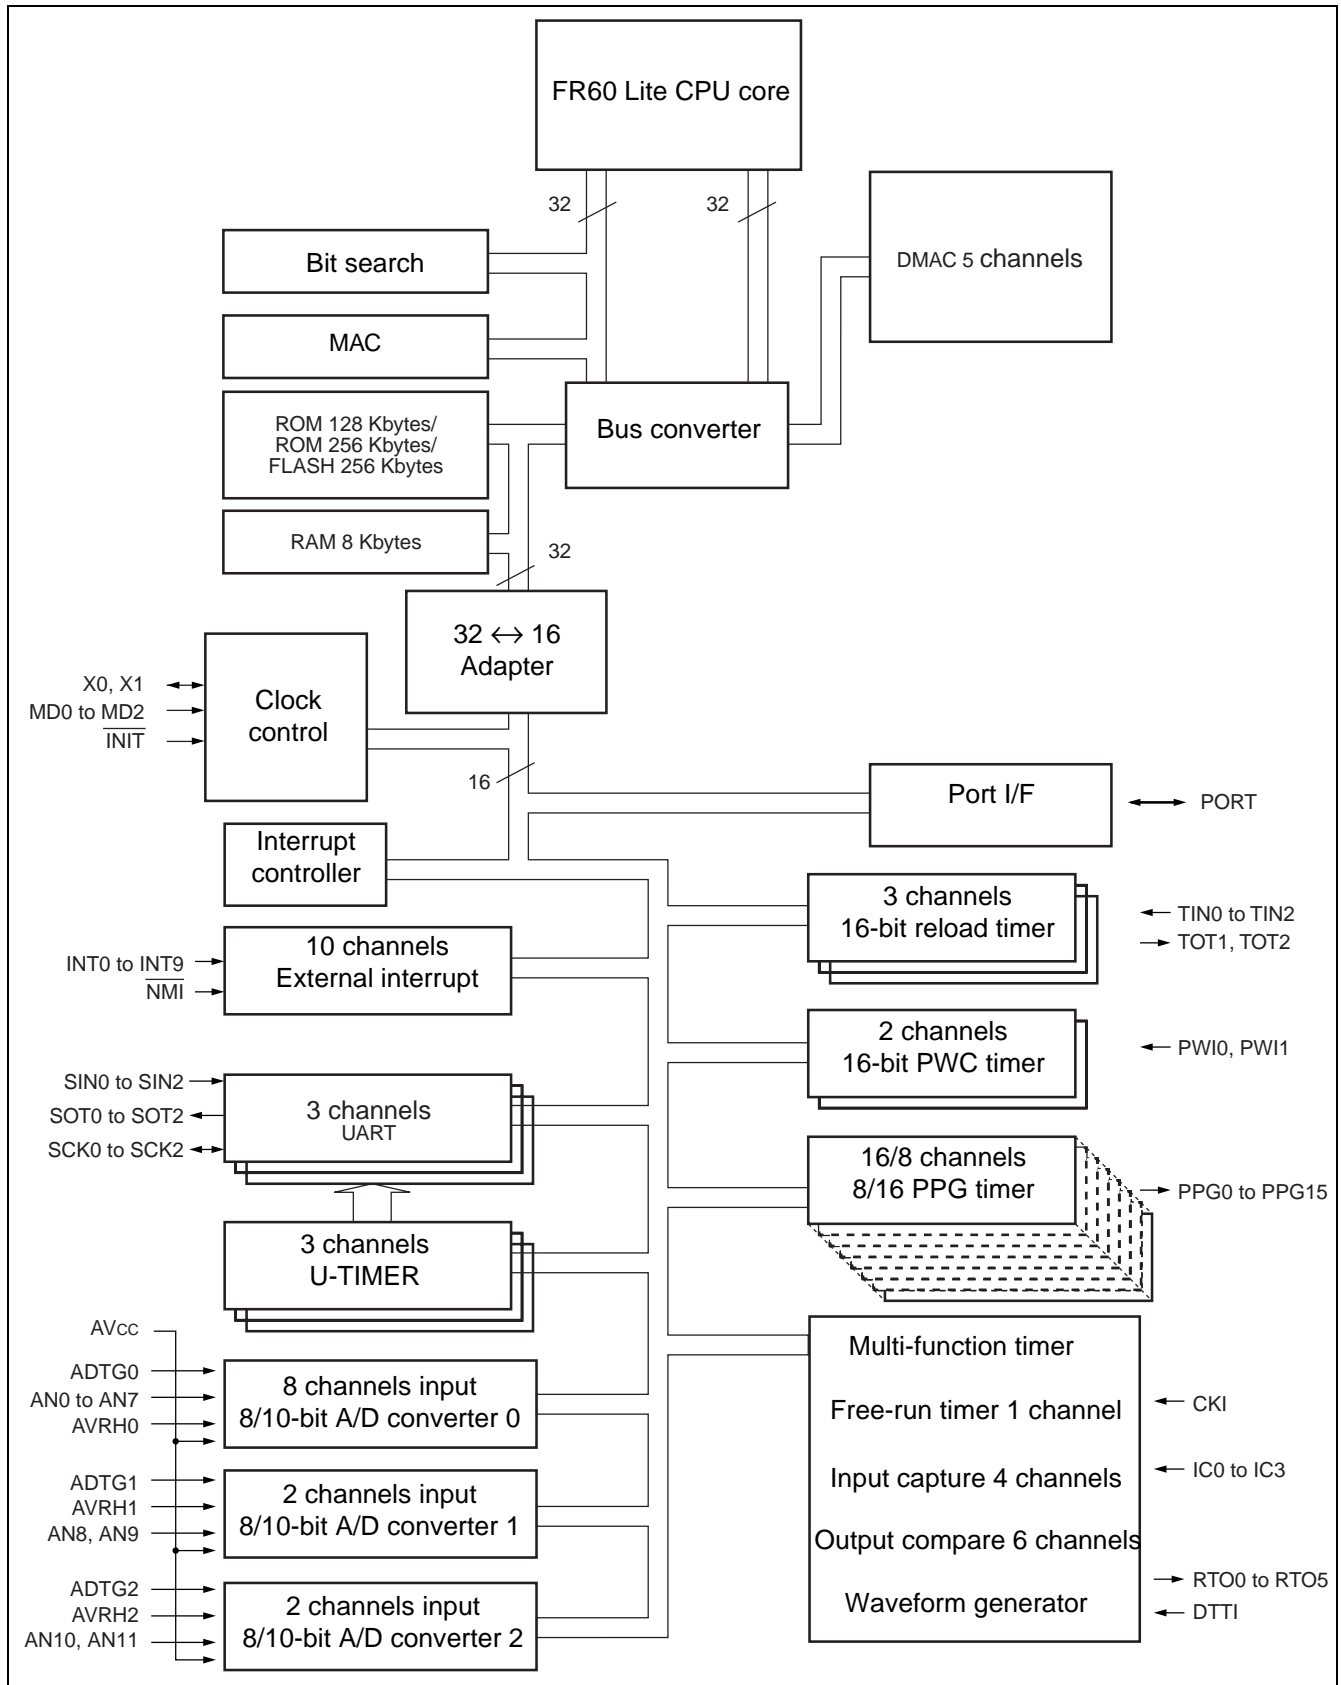 FR60 Lite CPU core
32
32
Bit search
DMAC 5 channels
MAC
ROM 128 Kbytes/
ROM 256 Kbytes/
FLASH 256 Kbytes
Bus converter
RAM 8 Kbytes
32
32 ↔ 16
Adapter
X0, X1
MD0 to MD2
INIT
Clock
control
16
Port I/F
PORT
Interrupt
controller
3 channels
16-bit reload timer
TIN0 to TIN2
TOT1, TOT2
INT0 to INT9
NMI
10 channels
External interrupt
2 channels
16-bit PWC timer
PWI0, PWI1
SIN0 to SIN2
SOT0 to SOT2
SCK0 to SCK2
3 channels
UART
16/8 channels
8/16 PPG timer
PPG0 to PPG15
3 channels
U-TIMER
AVCC
ADTG0
AN0 to AN7
AVRH0
8 channels input
8/10-bit A/D converter 0
ADTG1
AVRH1
AN8, AN9
2 channels input
8/10-bit A/D converter 1
ADTG2
AVRH2
AN10, AN11
2 channels input
8/10-bit A/D converter 2
Multi-function timer
Free-run timer 1 channel
CKI
Input capture 4 channels
IC0 to IC3
Output compare 6 channels
Waveform generator
RTO0 to RTO5
DTTI